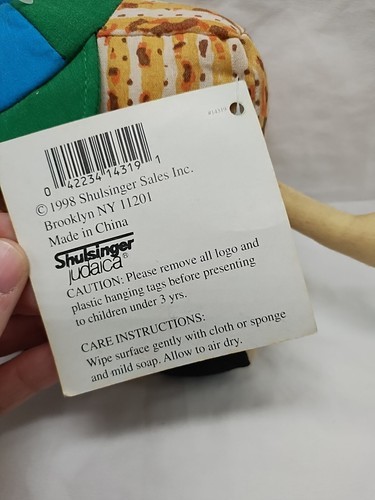 0 42234 14319 1
© 1998 Shulsinger Sales Inc.
Brooklyn NY 11201
Made in China
Shulsinger
judaica®
CAUTION: Please remove all logo and
plastic hanging tags before presenting
to children under 3 yrs.
CARE INSTRUCTIONS:
Wipe surface gently with cloth or sponge
and mild soap. Allow to air dry.